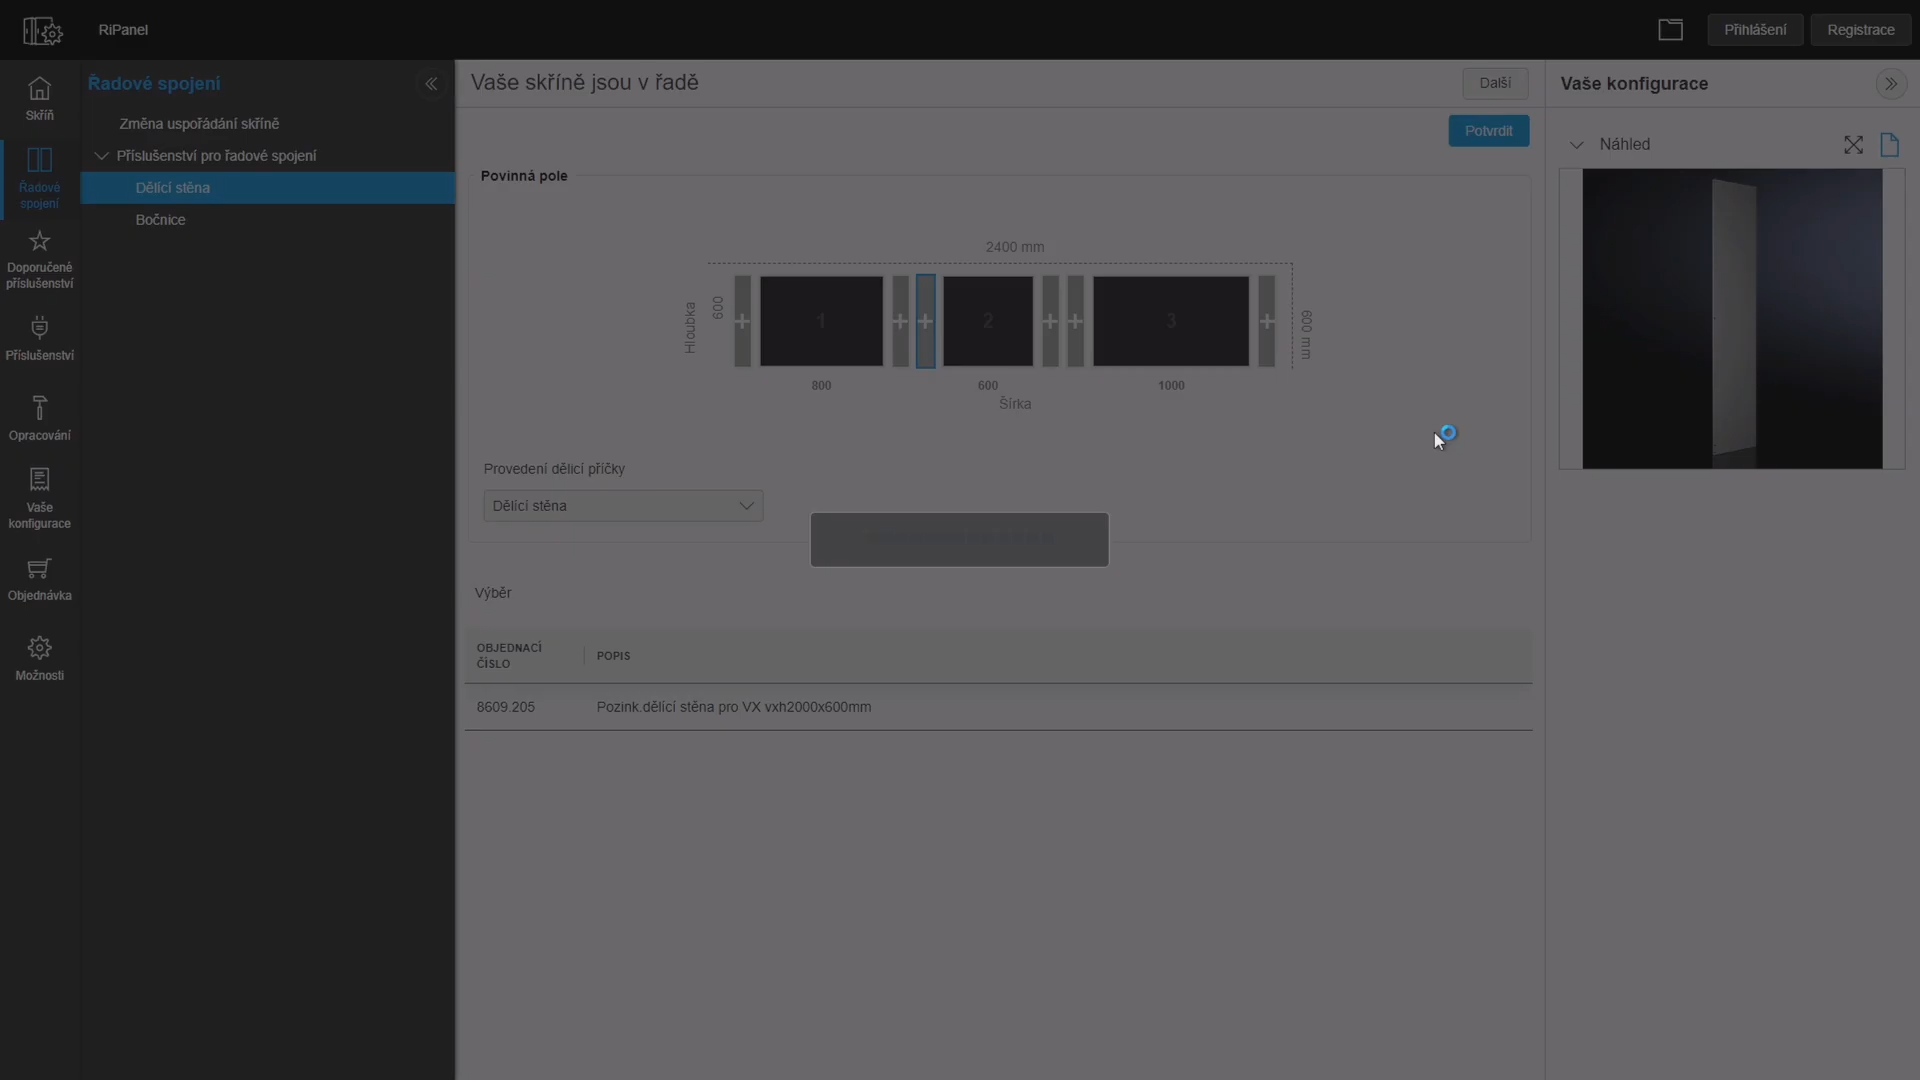 RiPanel
Přihlášení
Registrace
Skříň
Řadové
spojení
Doporučené
příslušenství
Příslušenství
Opracování
Vaše
konfigurace
Objednávka
Možnosti
Řadové spojení
Změna uspořádání skříně
Příslušenství pro řadové spojení
Dělící stěna
Bočnice
Vaše skříně jsou v řadě
Další
Potvrdit
Povinná pole
2400 mm
Hloubka
600
1
2
3
600 mm
800
600
1000
Šířka
Provedení dělicí příčky
Dělící stěna
Výběr
OBJEDNACÍ
ČÍSLO
POPIS
8609.205
Pozink.dělící stěna pro VX vxh2000x600mm
Vaše konfigurace
Náhled